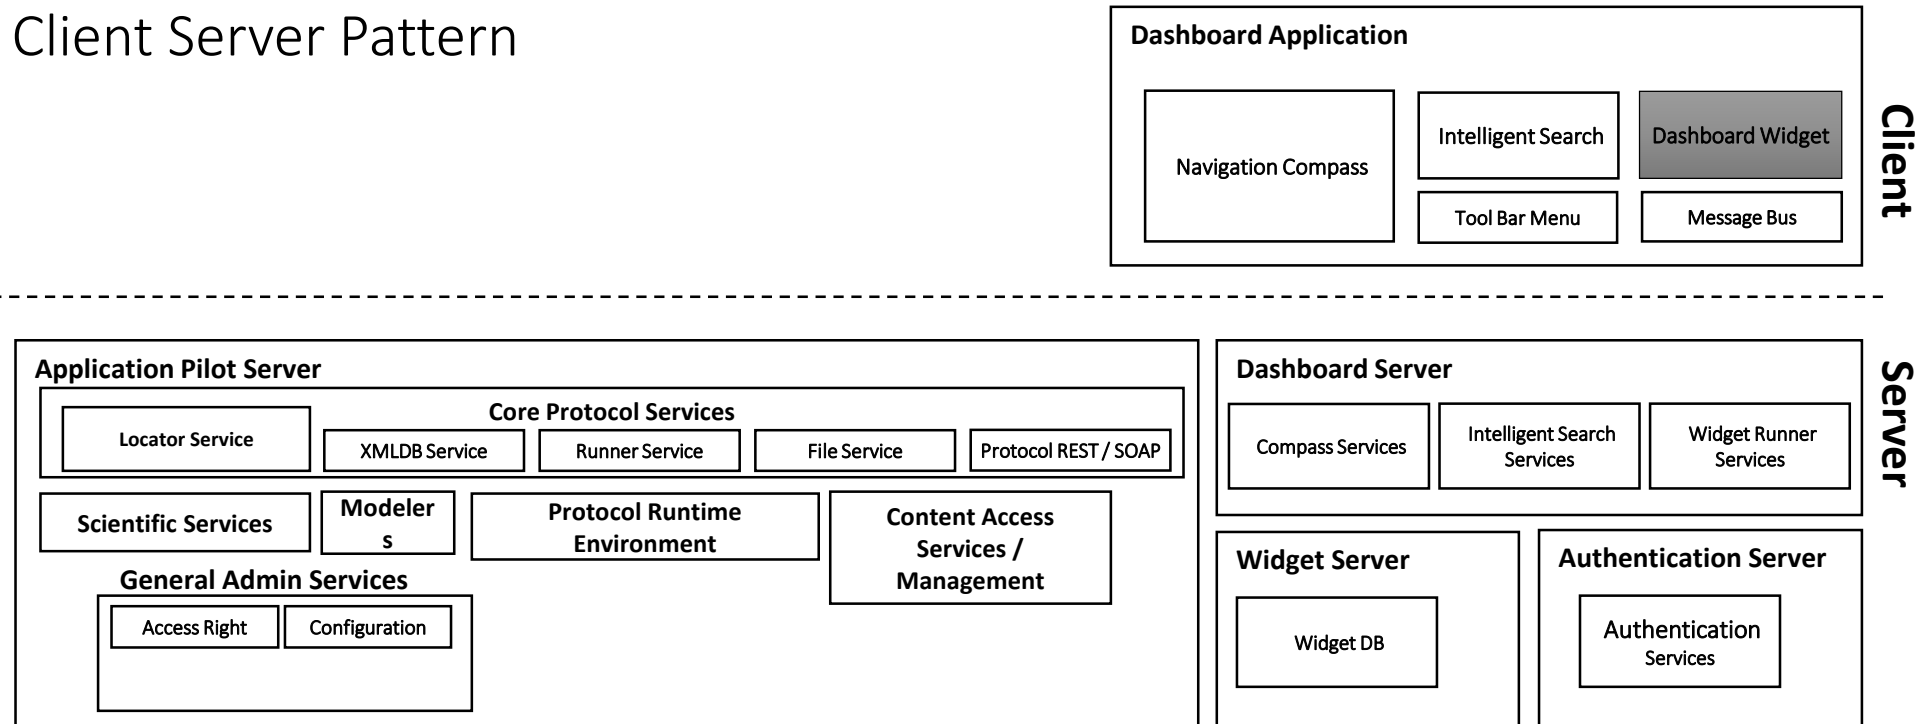 Client Server Pattern
Dashboard Application
Navigation Compass
Intelligent Search
Dashboard Widget
Tool Bar Menu
Message Bus
Client
Application Pilot Server
Core Protocol Services
Locator Service
XMLDB Service
Runner Service
File Service
Protocol REST / SOAP
Scientific Services
Modeler
s
Protocol Runtime
Environment
Content Access
Services /
Management
General Admin Services
Access Right
Configuration
Dashboard Server
Compass Services
Intelligent Search
Services
Widget Runner
Services
Server
Widget Server
Widget DB
Authentication Server
Authentication
Services